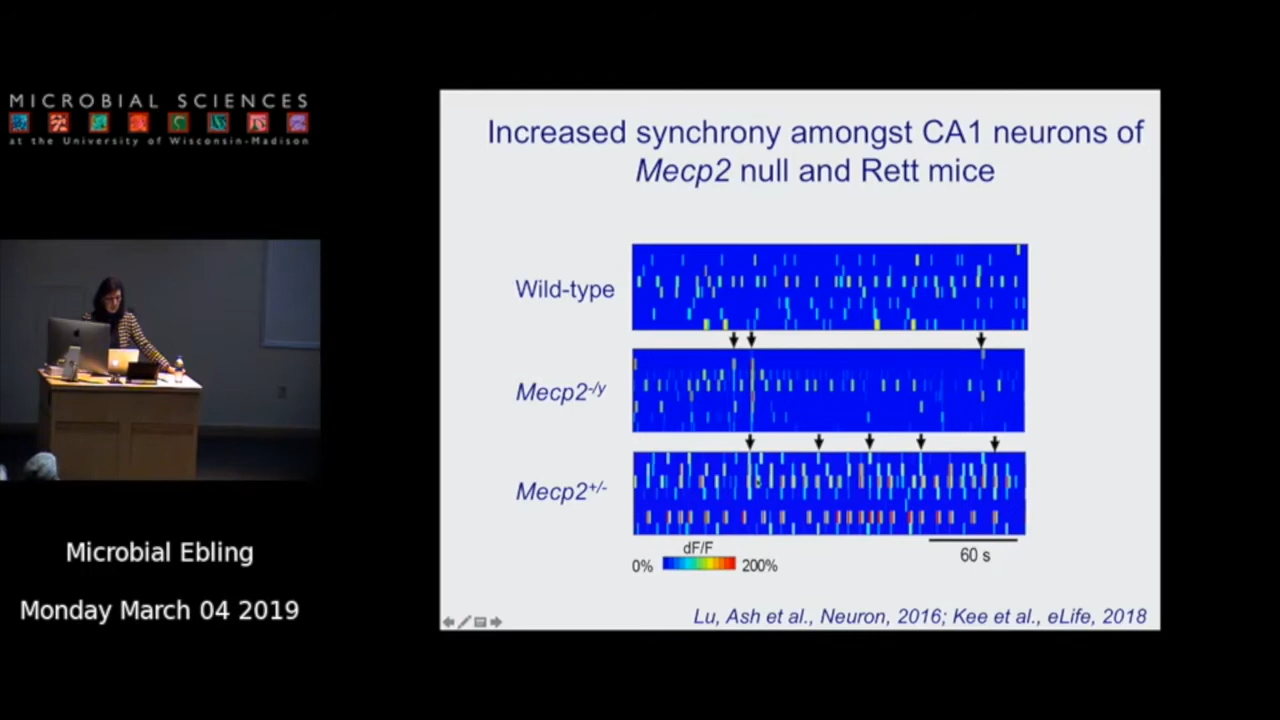 MICROBIAL SCIENCES
at the University of Wisconsin-Madison
Microbial Ebling
Monday March 04 2019
Increased synchrony amongst CA1 neurons of
Mecp2 null and Rett mice
Wild-type
Mecp2-/y
Mecp2+/-
dF/F
0% 200%
60 s
Lu, Ash et al., Neuron, 2016; Kee et al., eLife, 2018